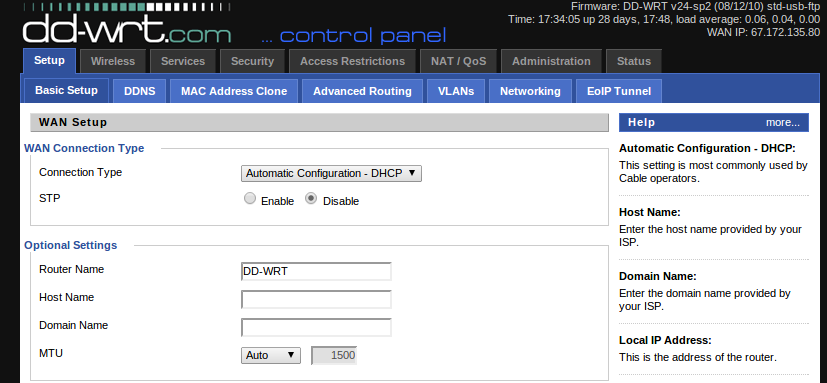 Firmware: DD-WRT v24-sp2 (08/12/10) std-usb-ftp
Time: 17:34:05 up 28 days, 17:48, load average: 0.06, 0.04, 0.00
WAN IP: 67.172.135.80
dd-wrt.com ... control panel
Setup Wireless Services Security Access Restrictions NAT / QoS Administration Status
Basic Setup DDNS MAC Address Clone Advanced Routing VLANs Networking EoIP Tunnel
WAN Setup
WAN Connection Type
Connection Type Automatic Configuration - DHCP
STP Enable Disable
Optional Settings
Router Name DD-WRT
Host Name
Domain Name
MTU Auto 1500
Help more...
Automatic Configuration - DHCP:
This setting is most commonly used by
Cable operators.
Host Name:
Enter the host name provided by your
ISP.
Domain Name:
Enter the domain name provided by
your ISP.
Local IP Address:
This is the address of the router.